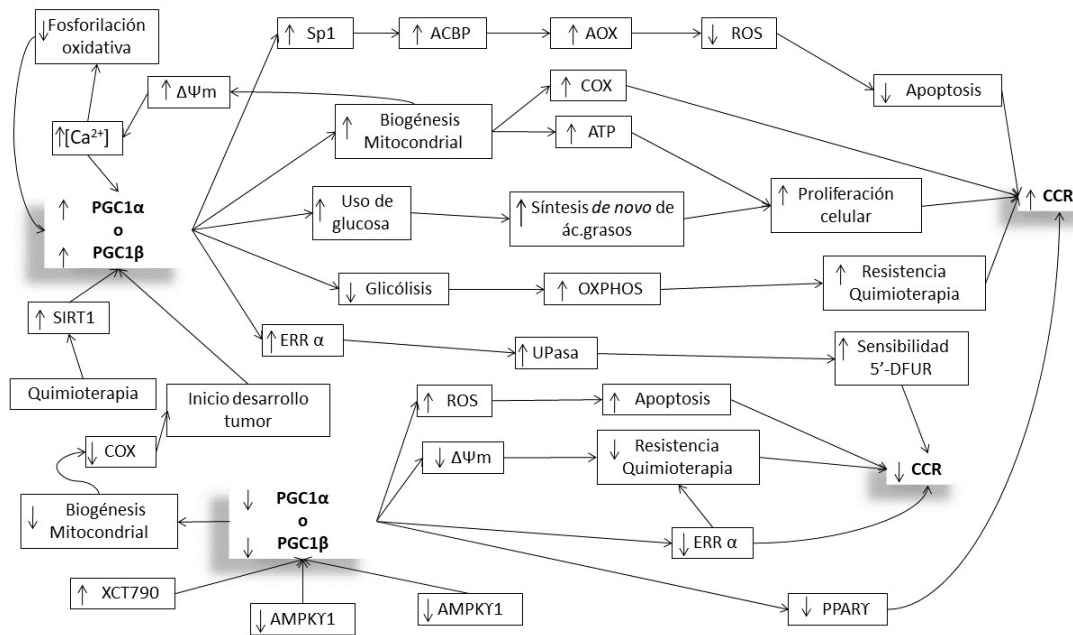 ↓ Fosforilación
oxidativa
↑ Sp1
↑ ACBP
↑ AOX
↓ ROS
↑ ΔΨm
↑ COX
↓ Apoptosis
↑ Biogénesis
Mitocondrial
↑ ATP
↑[Ca²⁺]
↑ PGC1α
o
↑ PGC1β
↑ Uso de
glucosa
↑ Síntesis de novo de
ác.grasos
↑ Proliferación
celular
↑ CCR
↓ Glicólisis
↑ OXPHOS
↑ Resistencia
Quimioterapia
↑ SIRT1
↑ ERR α
↑ UPasa
↑ Sensibilidad
5’-DFUR
Quimioterapia
Inicio desarrollo
tumor
↑ ROS
↑ Apoptosis
↓ COX
↓ ΔΨm
↓ Resistencia
Quimioterapia
↓ CCR
↓ Biogénesis
Mitocondrial
↓ PGC1α
o
↓ PGC1β
↓ ERR α
↑ XCT790
↓ AMPKY1
↓ AMPKY1
↓ PPARY